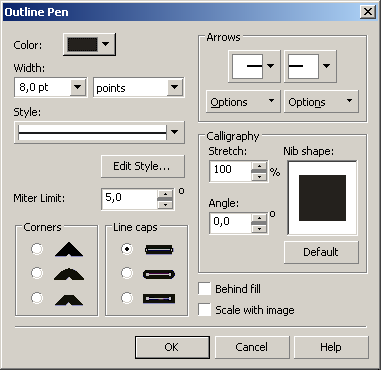 Outline Pen
Color:
Width:
8,0 pt
points
Style:
Edit Style...
Miter Limit:
5,0
o
Corners
Line caps
Arrows
Options
Options
Calligraphy
Stretch:
100
%
Angle:
0,0
o
Nib shape:
Default
Behind fill
Scale with image
OK
Cancel
Help